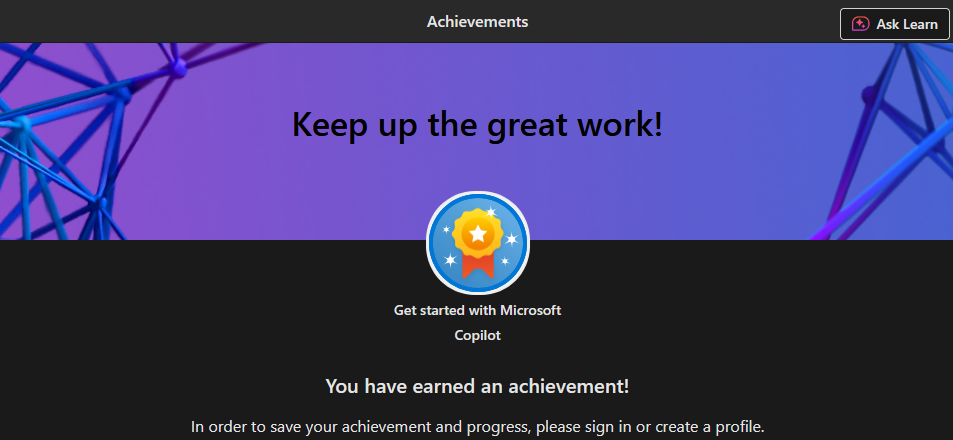 Achievements
Ask Learn
Keep up the great work!
Get started with Microsoft
Copilot
You have earned an achievement!
In order to save your achievement and progress, please sign in or create a profile.